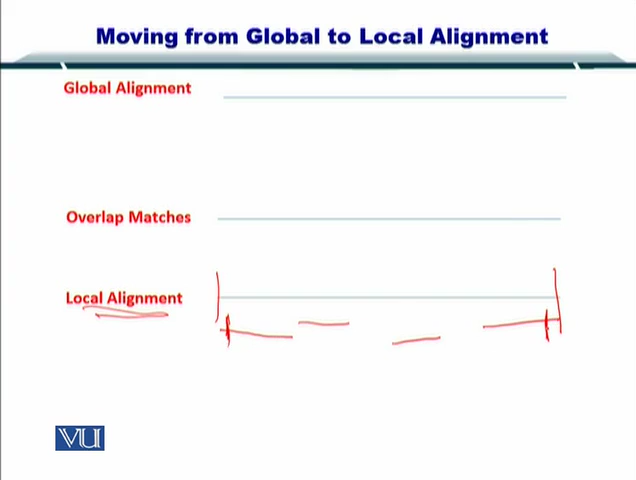 Moving from Global to Local Alignment
Global Alignment
Overlap Matches
Local Alignment
VU